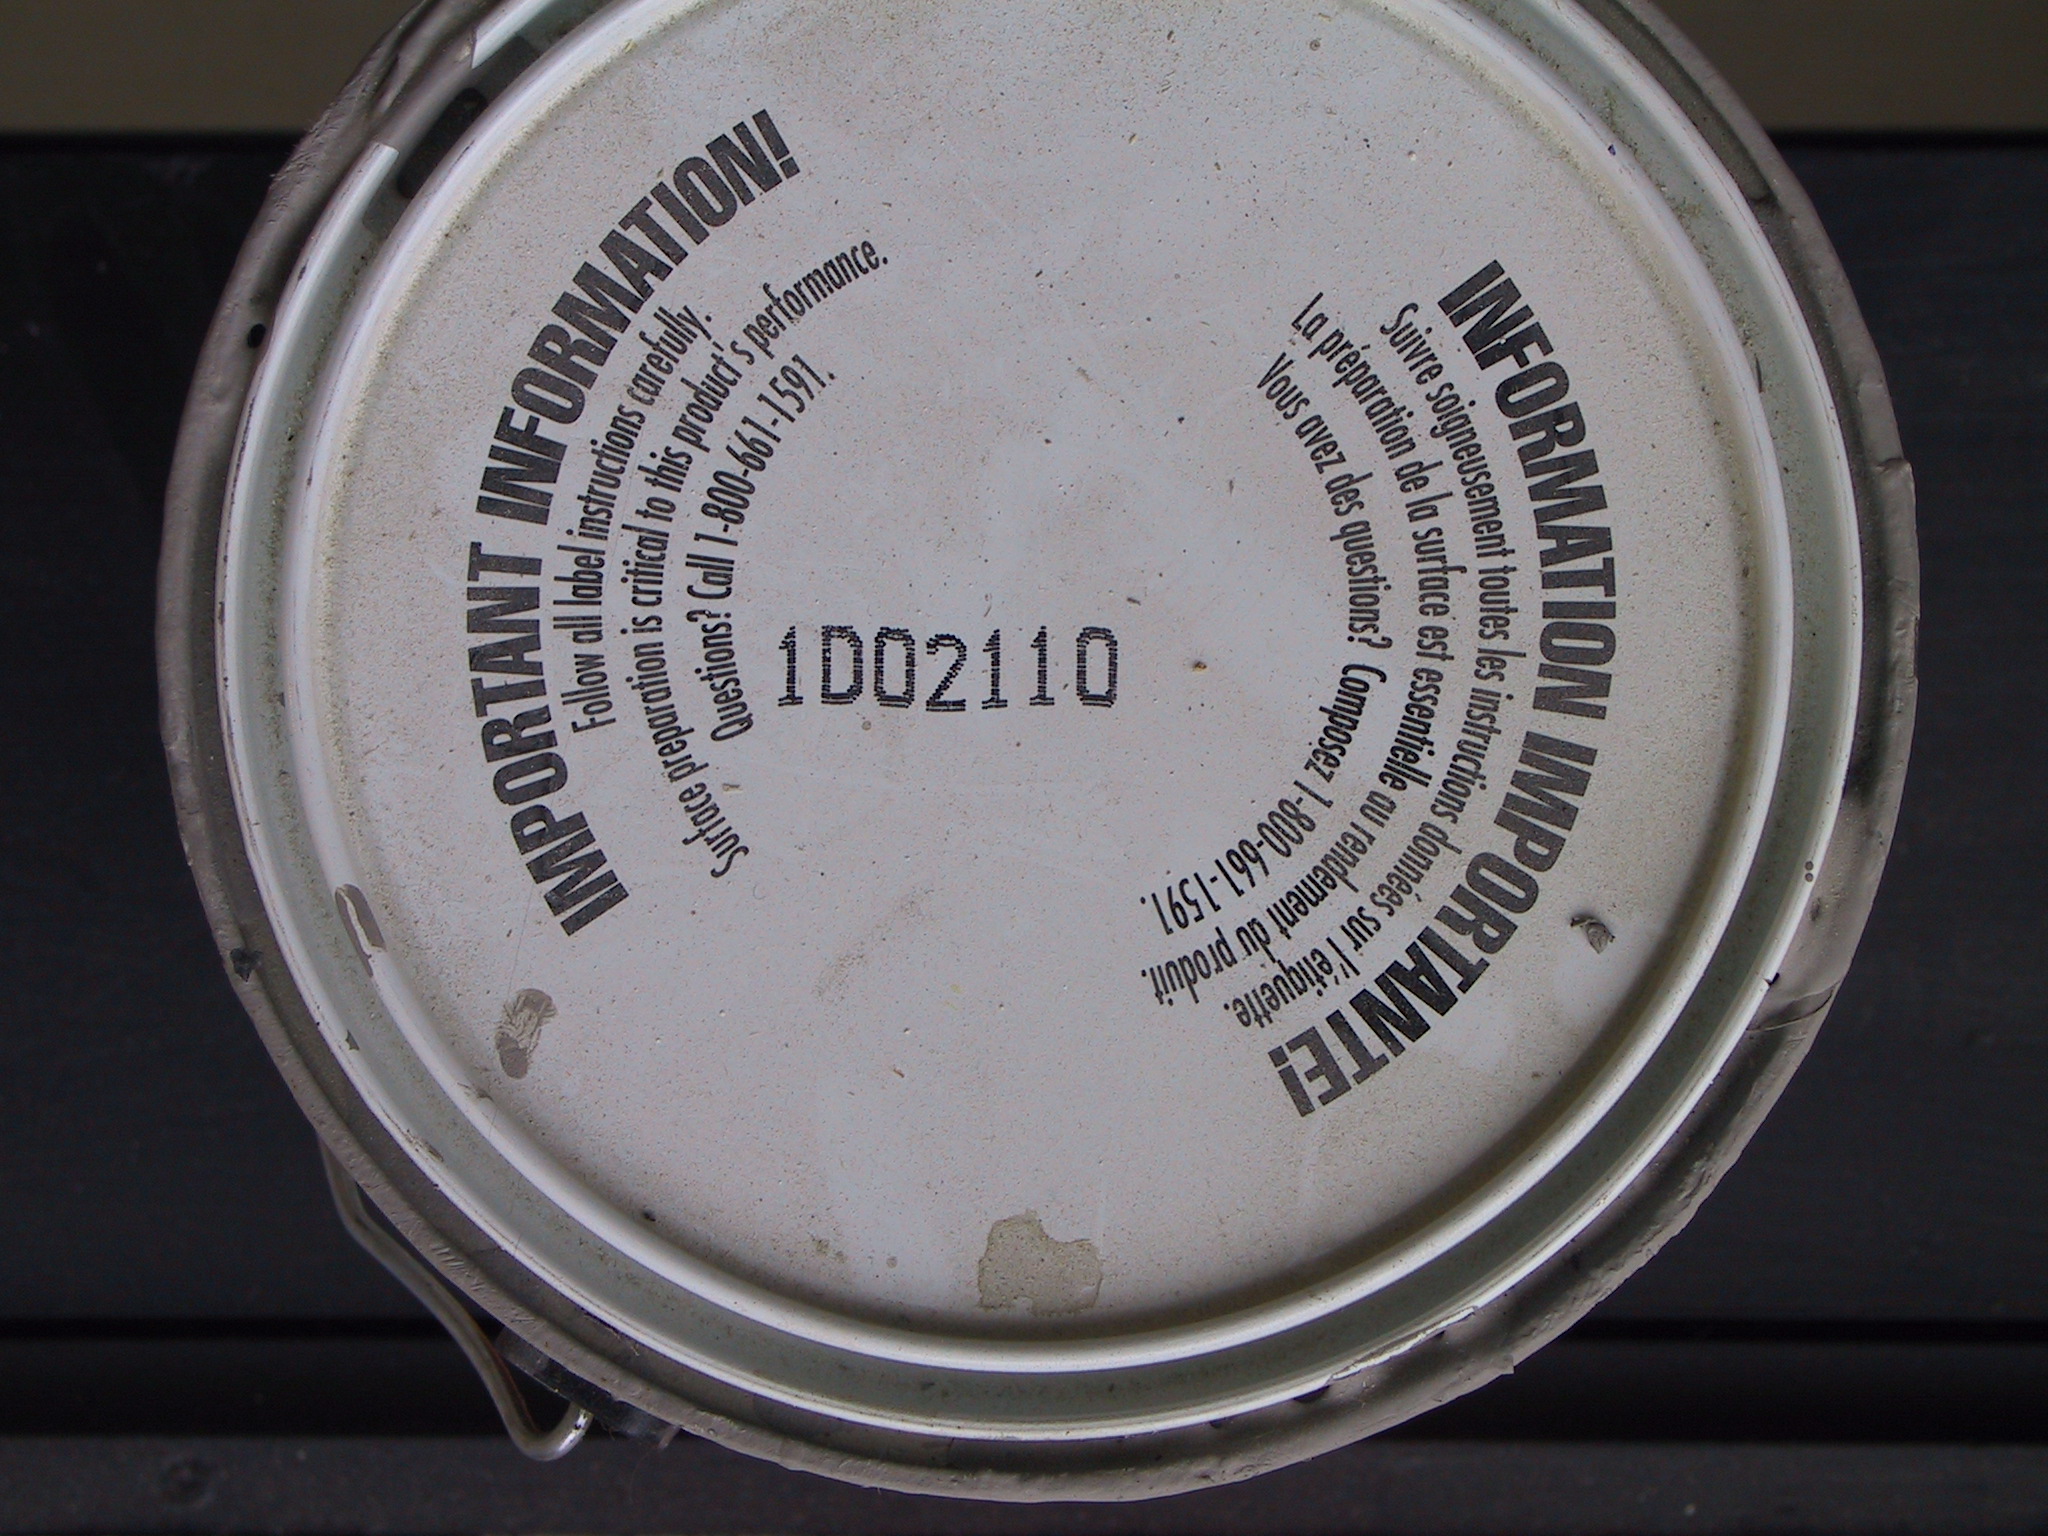 IMPORTANT INFORMATION!
Follow all label instructions carefully.
Surface preparation is critical to this product's performance.
Questions? Call 1-800-661-1591.
1D02110
INFORMATION IMPORTANTE!
Suivre soigneusement toutes les instructions données sur l'étiquette.
La préparation de la surface est essentielle au rendement du produit.
Vous avez des questions? Composez 1-800-661-1591.